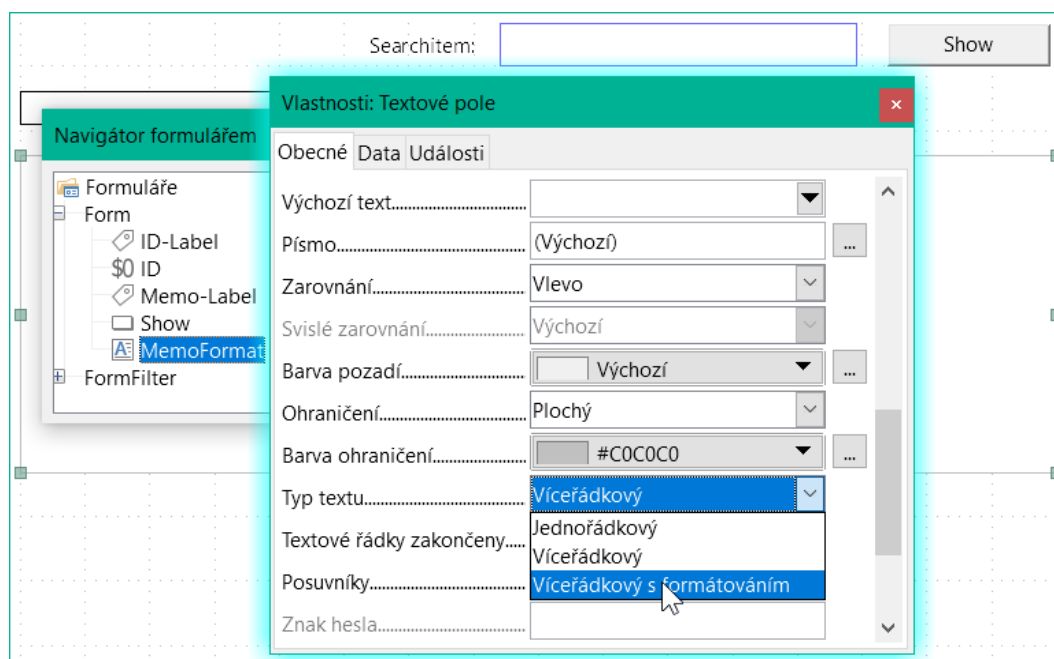 Searchitem:
Show
Navigátor formulářem
Formuláře
Form
ID-Label
$0 ID
Memo-Label
Show
MemoFormat
FormFilter
Vlastnosti: Textové pole
Obecné Data Události
Výchozí text
Písmo (Výchozí) ...
Zarovnání Vlevo
Svislé zarovnání Výchozí
Barva pozadí Výchozí ...
Ohraničení Plochý
Barva ohraničení #C0C0C0 ...
Typ textu Víceřádkový
Jednořádkový
Textové řádky zakončeny Víceřádkový
Posuvníky Víceřádkový s formátováním
Znak hesla